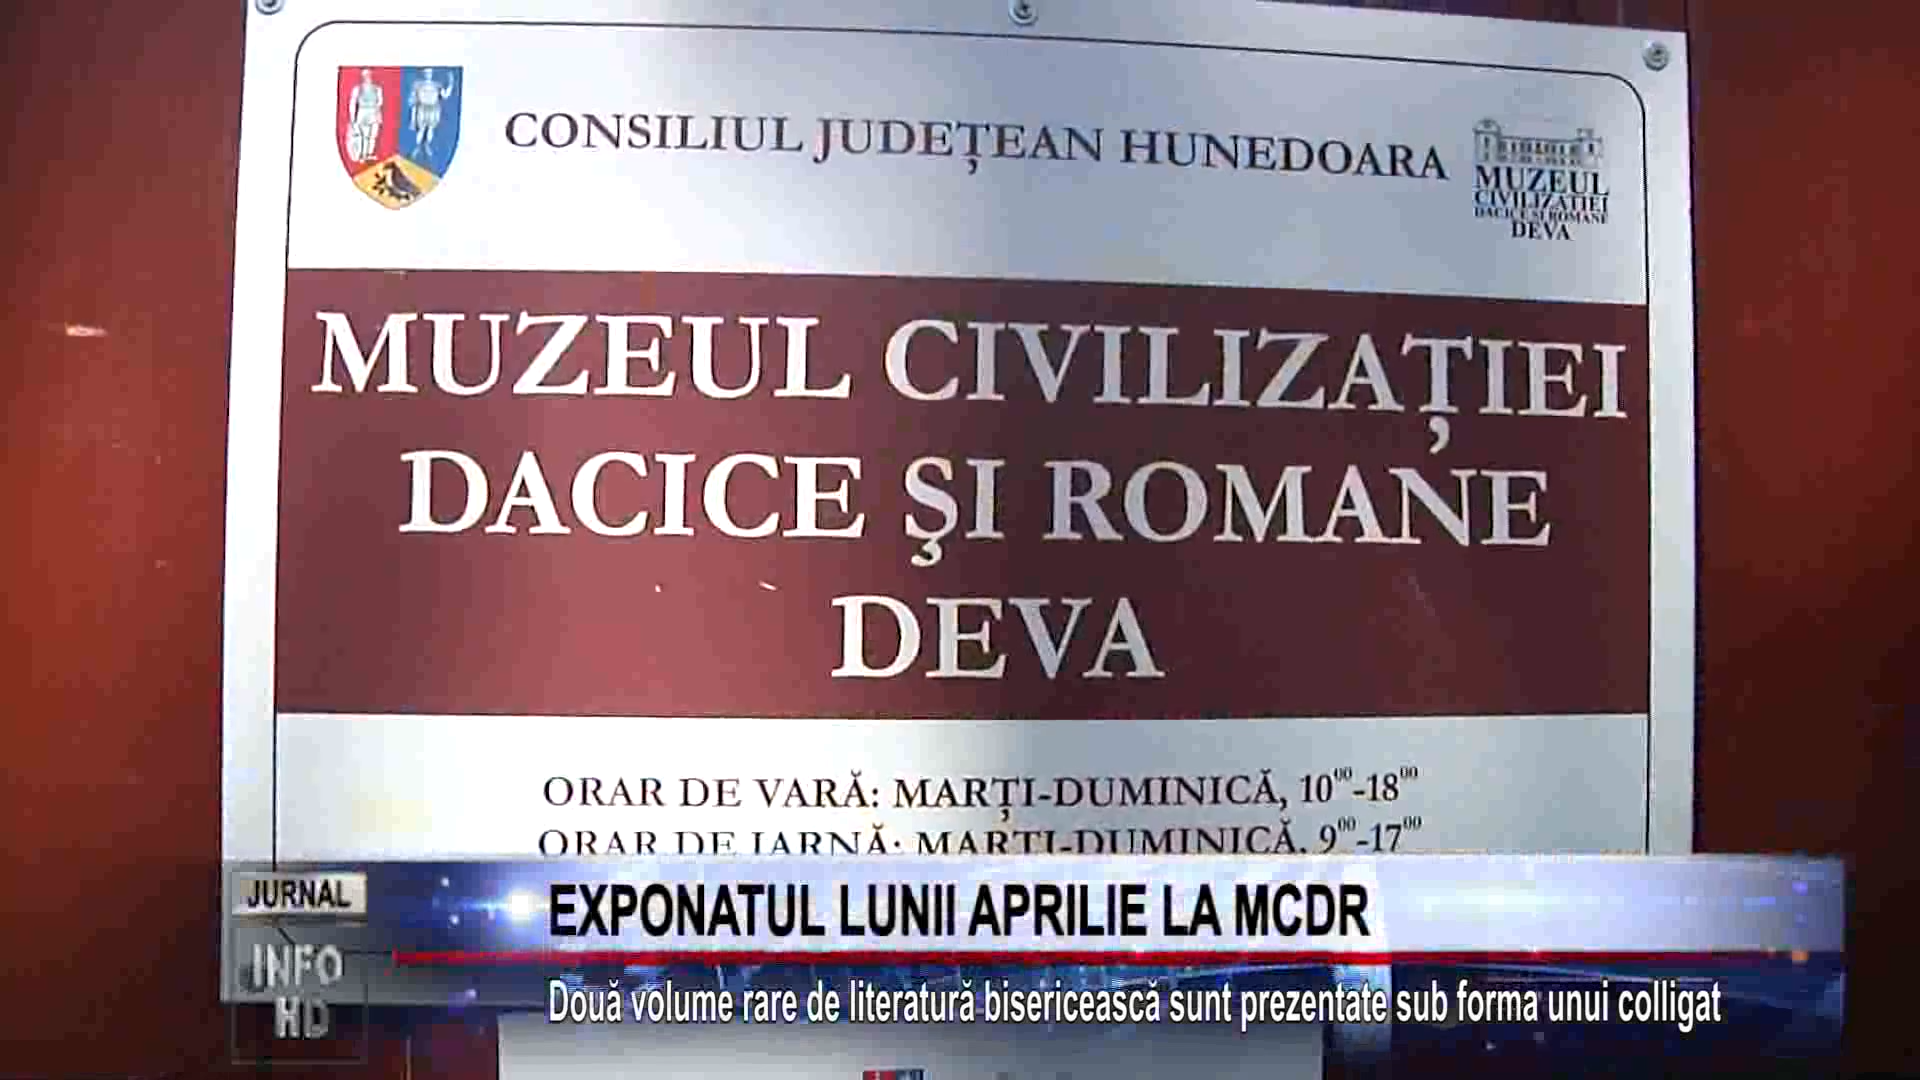 CONSILIUL JUDEȚEAN HUNEDOARA
MUZEUL
CIVILIZAȚIEI
DACICE ȘI ROMANE
DEVA
MUZEUL CIVILIZAȚIEI
DACICE ŞI ROMANE
DEVA
ORAR DE VARĂ: MARȚI-DUMINICĂ, 10⁰⁰-18⁰⁰
ORAR DE IARNĂ: MARȚI-DUMINICĂ, 9⁰⁰-17⁰⁰
JURNAL
EXPONATUL LUNII APRILIE LA MCDR
INFO
HD
Două volume rare de literatură bisericească sunt prezentate sub forma unui colligat